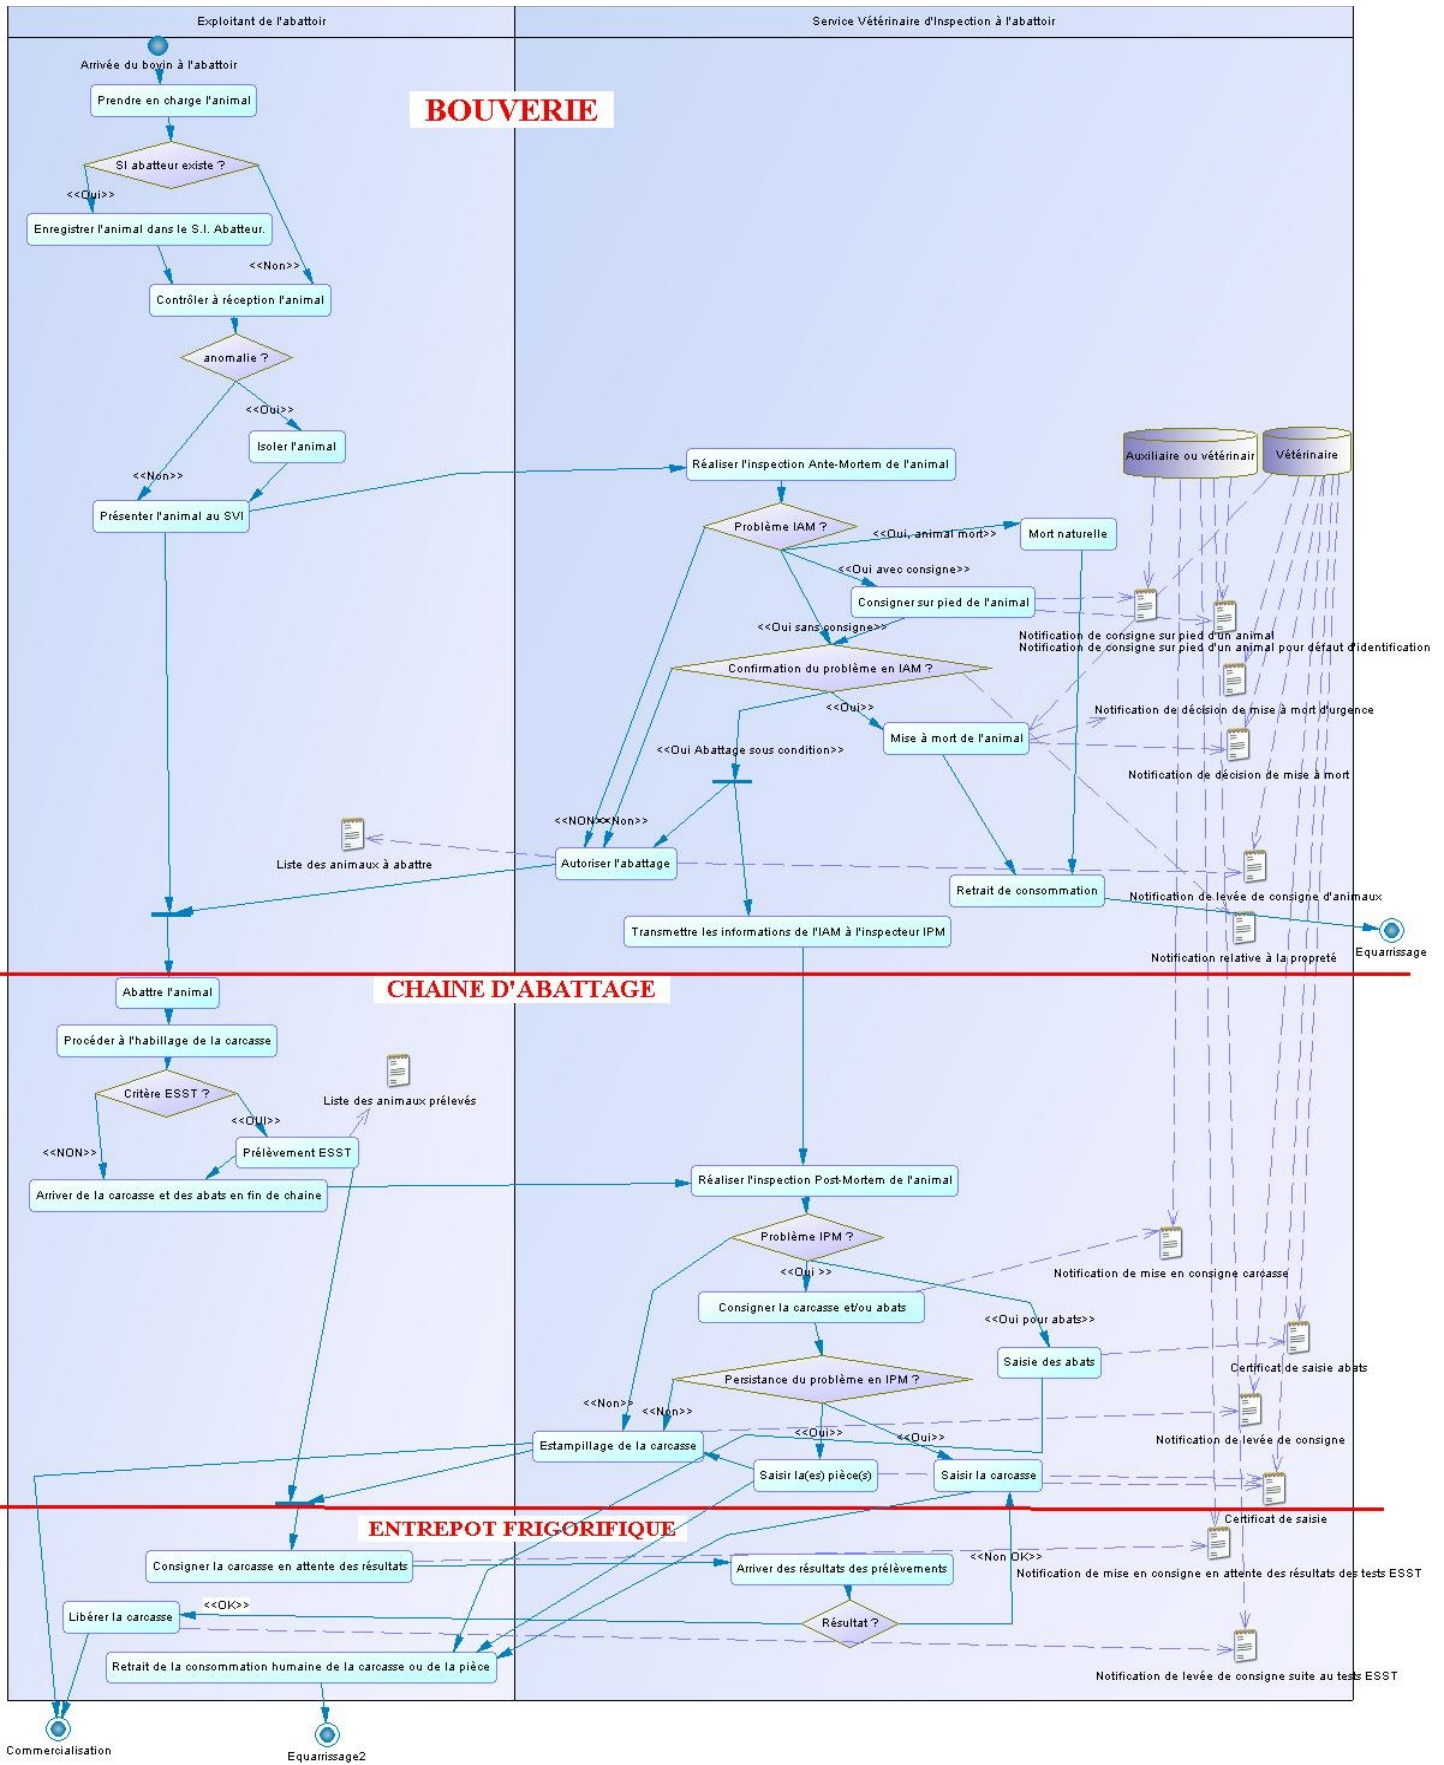 Exploitant de l'abattoir
Service Vétérinaire d'Inspection à l'abattoir
Arrivée du bovin à l'abattoir
Prendre en charge l'animal
BOUVERIE
SI abatteur existe ?
<<Oui>>
Enregistrer l'animal dans le S.I. Abatteur.
<<Non>>
Contrôler à réception l'animal
anomalie ?
<<Oui>>
Isoler l'animal
<<Non>>
Présenter l'animal au SVI
Réaliser l'inspection Ante-Mortem de l'animal
Auxiliaire ou vétérinair
Vétérinaire
Problème IAM ?
<<Oui, animal mort>>
Mort naturelle
<<Oui avec consigne>>
Consigner sur pied de l'animal
<<Oui sans consigne>>
Notification de consigne sur pied d'un animal
Notification de consigne sur pied d'un animal pour défaut d'identification
Confirmation du problème en IAM ?
<<Oui>>
Notification de décision de mise à mort d'urgence
Mise à mort de l'animal
<<Oui Abattage sous condition>>
Notification de décision de mise à mort
<<NON>>
<<Non>>
Liste des animaux à abattre
Autoriser l'abattage
Retrait de consommation
Notification de levée de consigne d'animaux
Transmettre les informations de l'IAM à l'inspecteur IPM
Notification relative à la propreté
Equarrissage
CHAINE D'ABATTAGE
Abattre l'animal
Procéder à l'habillage de la carcasse
Critère ESST ?
Liste des animaux prélevés
<<OUI>>
<<NON>>
Prélèvement ESST
Arriver de la carcasse et des abats en fin de chaine
Réaliser l'inspection Post-Mortem de l'animal
Problème IPM ?
<<Oui >>
Notification de mise en consigne carcasse
Consigner la carcasse et/ou abats
<<Oui pour abats>>
Saisie des abats
Certificat de saisie abats
Persistance du problème en IPM ?
<<Non>>
<<Non>>
<<Oui>>
<<Oui>>
Notification de levée de consigne
Estampillage de la carcasse
Saisir la(es) pièce(s)
Saisir la carcasse
Certificat de saisie
ENTREPOT FRIGORIFIQUE
<<Non OK>>
Consigner la carcasse en attente des résultats
Arriver des résultats des prélèvements
Notification de mise en consigne en attente des résultats des tests ESST
<<OK>>
Libérer la carcasse
Résultat ?
Retrait de la consommation humaine de la carcasse ou de la pièce
Notification de levée de consigne suite au tests ESST
Commercialisation
Equarrissage2